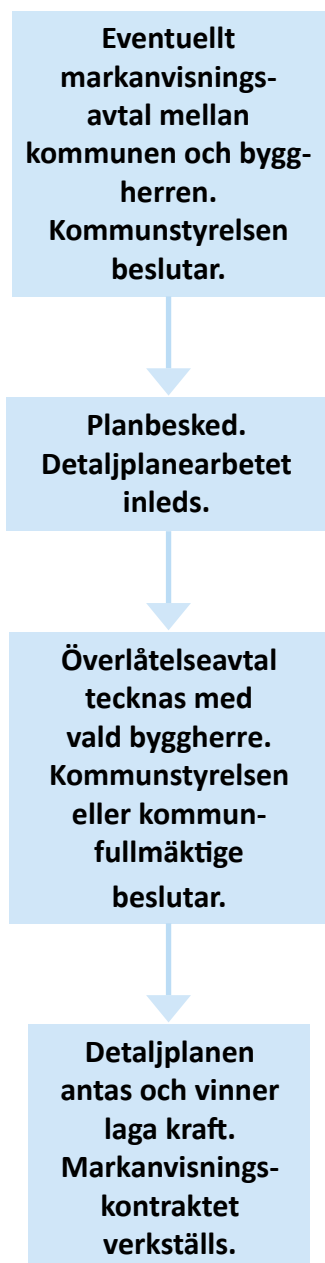 Eventuellt
markanvisnings-
avtal mellan
kommunen och bygg-
herren.
Kommunstyrelsen
beslutar.
Planbesked.
Detaljplanearbetet
inleds.
Överlåtelseavtal
tecknas med
vald byggherre.
Kommunstyrelsen
eller kommun-
fullmäktige
beslutar.
Detaljplanen
antas och vinner
laga kraft.
Markanvisnings-
kontraktet
verkställs.